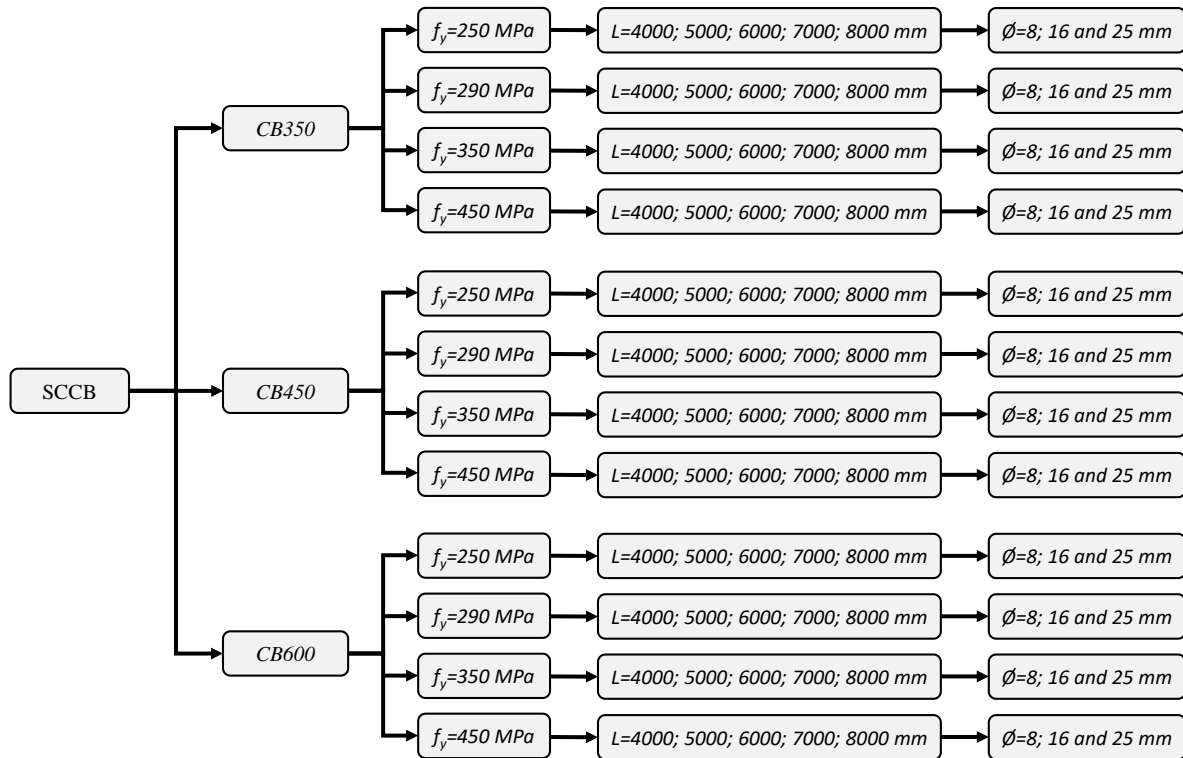 f_y=250 MPa L=4000; 5000; 6000; 7000; 8000 mm Ø=8; 16 and 25 mm
f_y=290 MPa L=4000; 5000; 6000; 7000; 8000 mm Ø=8; 16 and 25 mm
CB350
f_y=350 MPa L=4000; 5000; 6000; 7000; 8000 mm Ø=8; 16 and 25 mm
f_y=450 MPa L=4000; 5000; 6000; 7000; 8000 mm Ø=8; 16 and 25 mm
f_y=250 MPa L=4000; 5000; 6000; 7000; 8000 mm Ø=8; 16 and 25 mm
f_y=290 MPa L=4000; 5000; 6000; 7000; 8000 mm Ø=8; 16 and 25 mm
SCCB CB450
f_y=350 MPa L=4000; 5000; 6000; 7000; 8000 mm Ø=8; 16 and 25 mm
f_y=450 MPa L=4000; 5000; 6000; 7000; 8000 mm Ø=8; 16 and 25 mm
f_y=250 MPa L=4000; 5000; 6000; 7000; 8000 mm Ø=8; 16 and 25 mm
f_y=290 MPa L=4000; 5000; 6000; 7000; 8000 mm Ø=8; 16 and 25 mm
CB600
f_y=350 MPa L=4000; 5000; 6000; 7000; 8000 mm Ø=8; 16 and 25 mm
f_y=450 MPa L=4000; 5000; 6000; 7000; 8000 mm Ø=8; 16 and 25 mm